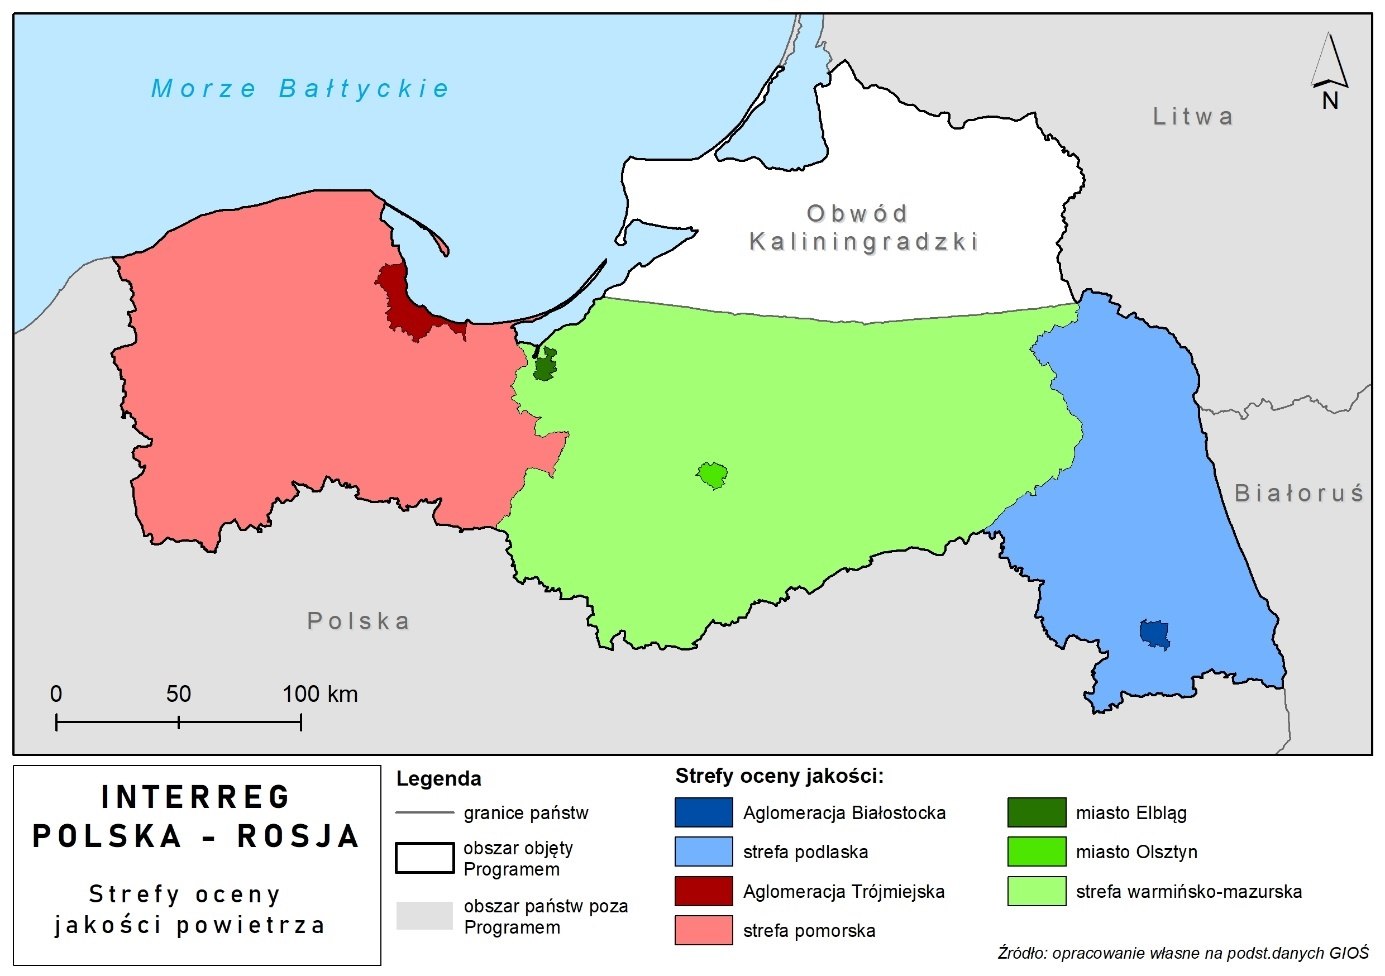 Morze Bałtyckie
N
Litwa
Obwód
Kaliningradzki
Białoruś
Polska
0 50 100 km
INTERREG
POLSKA - ROSJA
Strefy oceny
jakości powietrza
Legenda
granice państw
obszar objęty
Programem
obszar państw poza
Programem
Strefy oceny jakości:
Aglomeracja Białostocka
strefa podlaska
Aglomeracja Trójmiejska
strefa pomorska
miasto Elbląg
miasto Olsztyn
strefa warmińsko-mazurska
Źródło: opracowanie własne na podst.danych GIOŚ